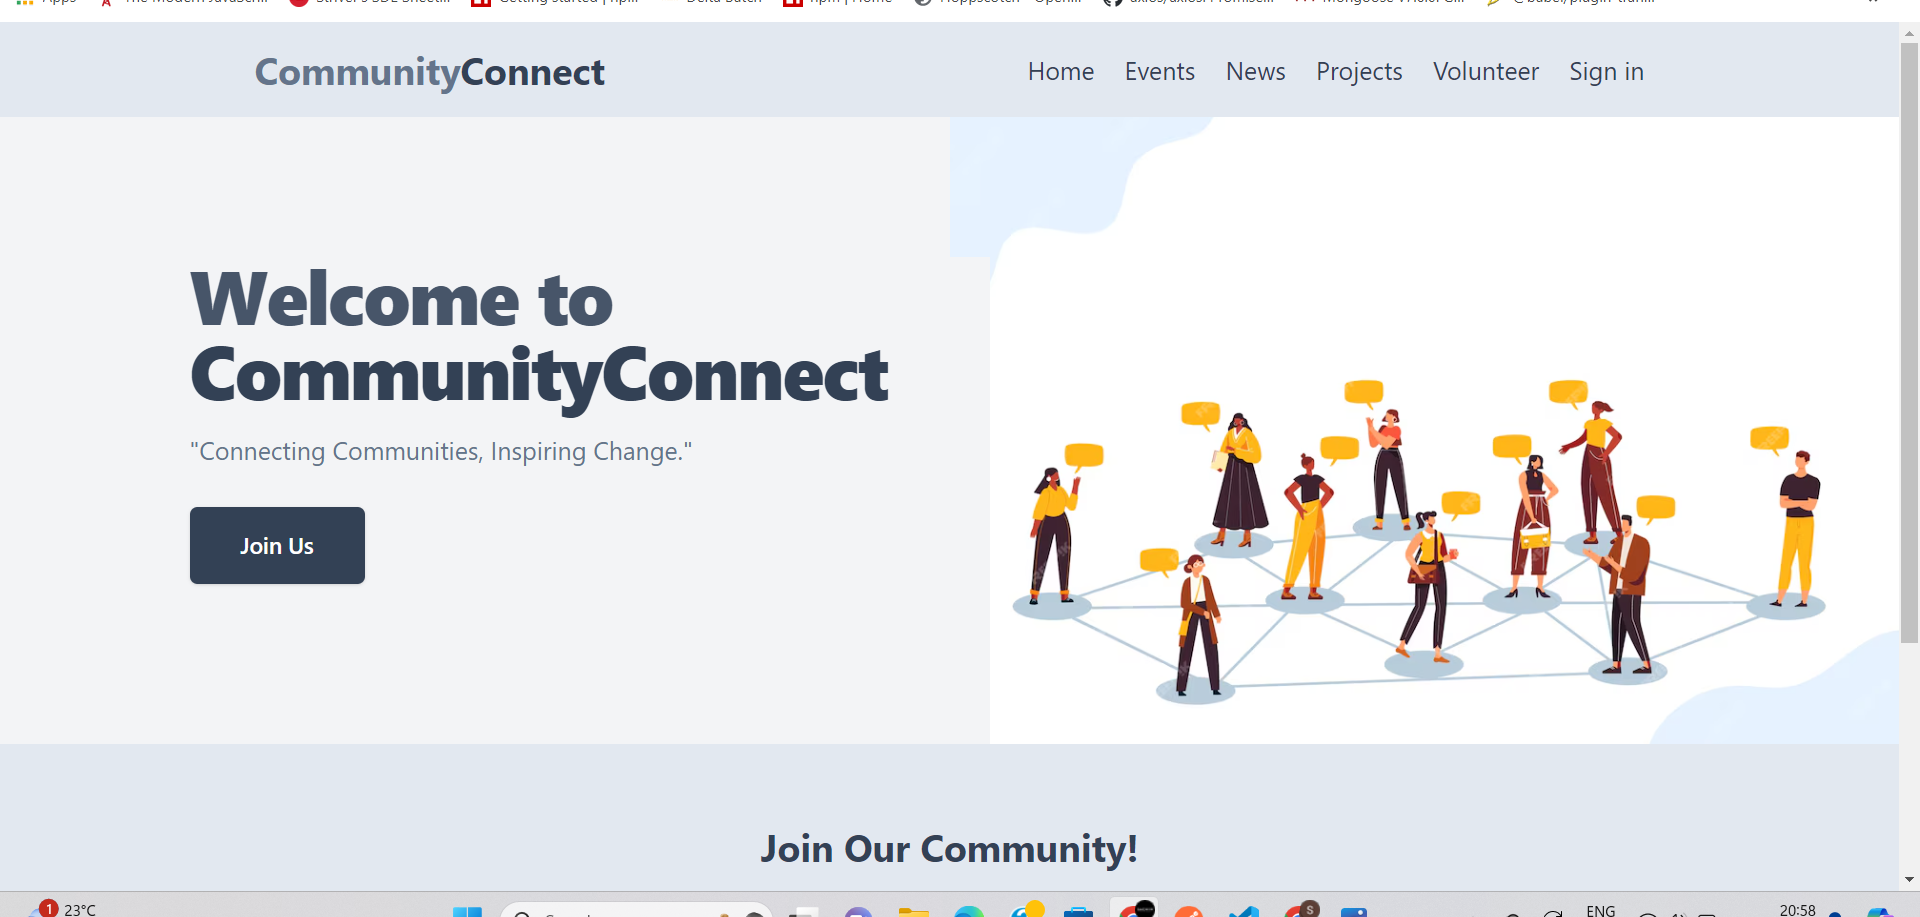 CommunityConnect
Home Events News Projects Volunteer Sign in
Welcome to
CommunityConnect
"Connecting Communities, Inspiring Change."
Join Us
Join Our Community!
1 23°C
S
ENG
20:58